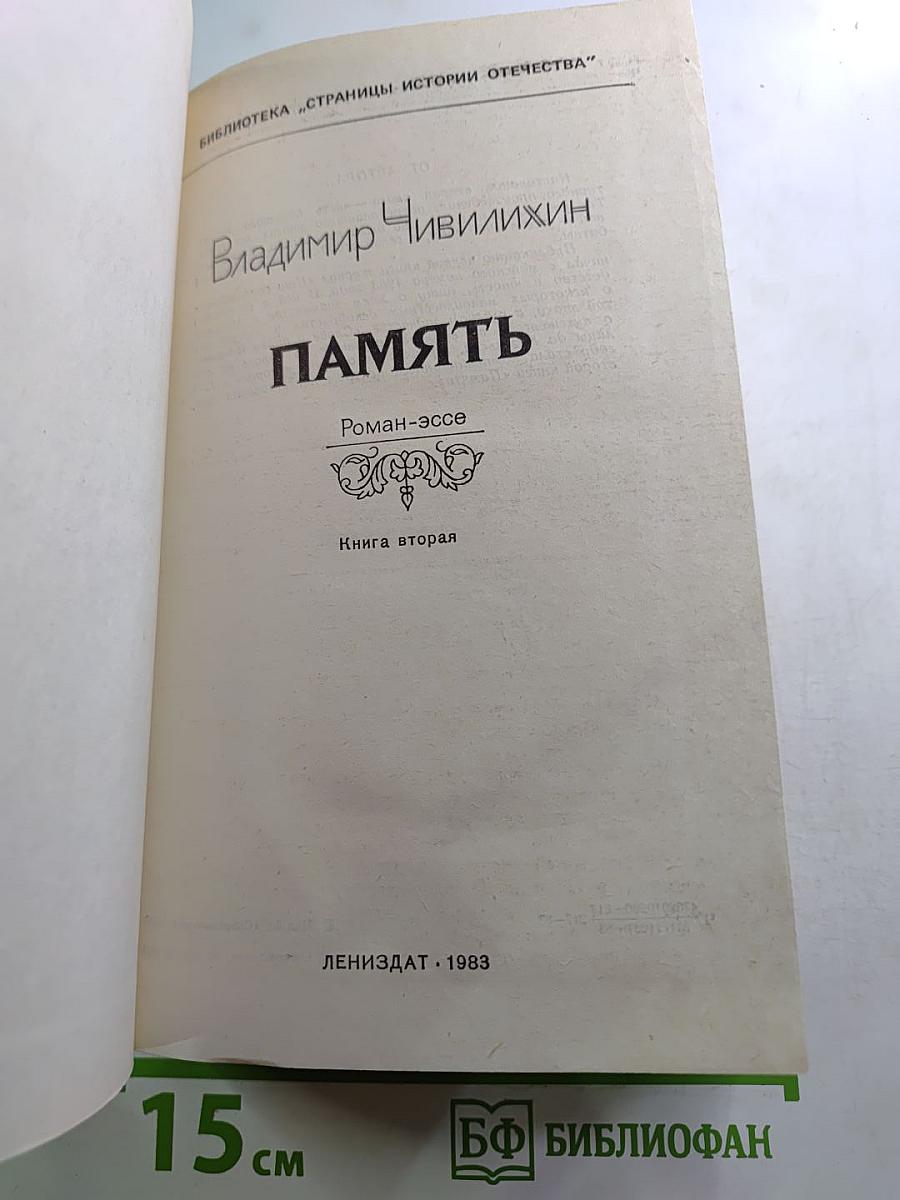 БИБЛИОТЕКА „СТРАНИЦЫ ИСТОРИИ ОТЕЧЕСТВА"
Владимир Чивилихин
ПАМЯТЬ
Роман-эссе
Книга вторая
ЛЕНИЗДАТ · 1983
15 см
БФ БИБЛИОФАН